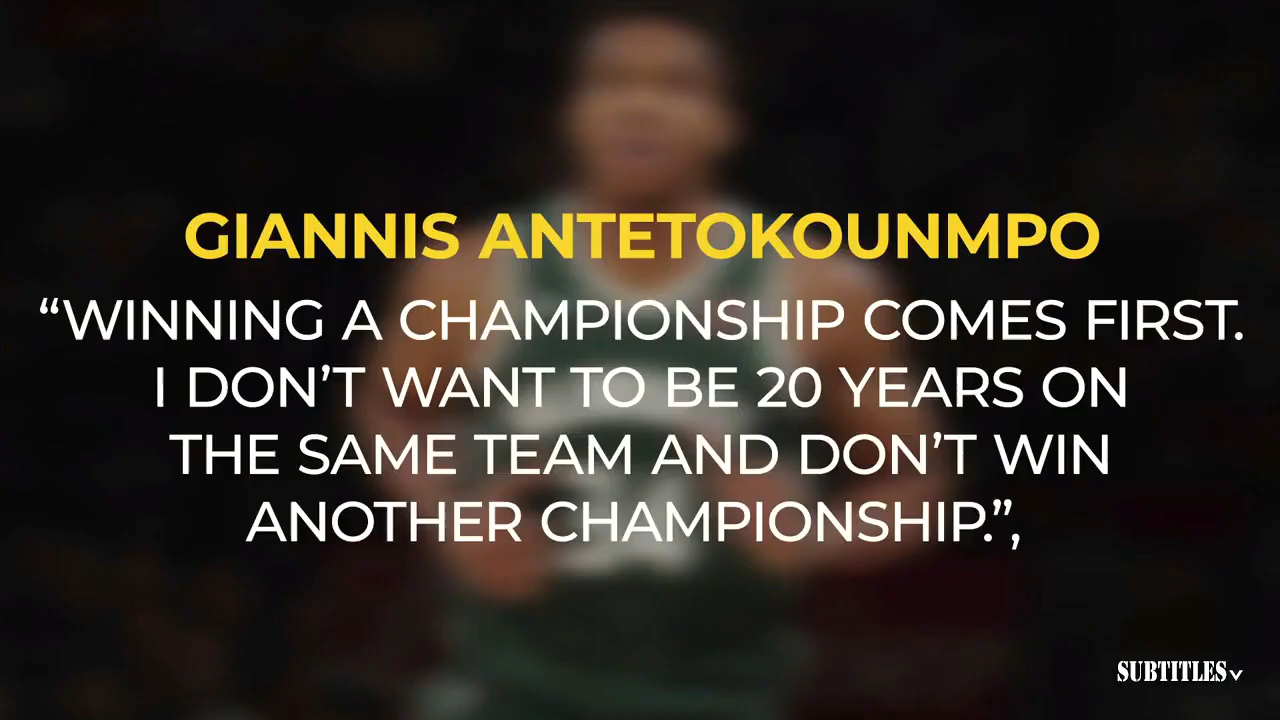 GIANNIS ANTETOKOUNMPO
“WINNING A CHAMPIONSHIP COMES FIRST.
I DON’T WANT TO BE 20 YEARS ON
THE SAME TEAM AND DON’T WIN
ANOTHER CHAMPIONSHIP.”,
SUBTITLES